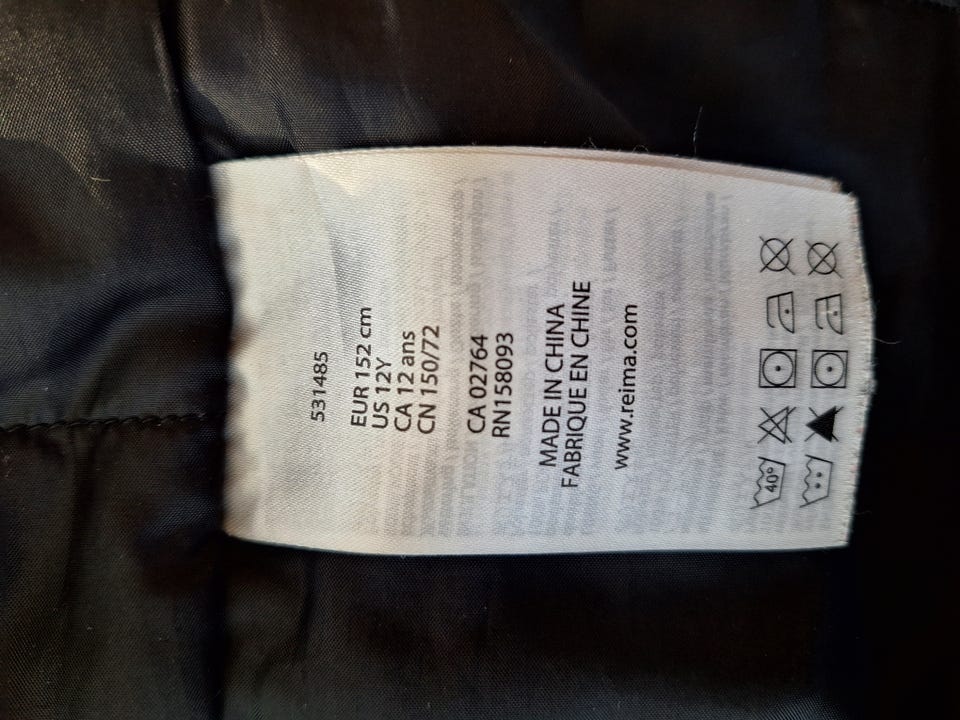 531485
EUR 152 cm
US 12Y
CA 12 ans
CN 150/72
CA 02764
RN158093
MADE IN CHINA
FABRIQUE EN CHINE
www.reima.com
40°